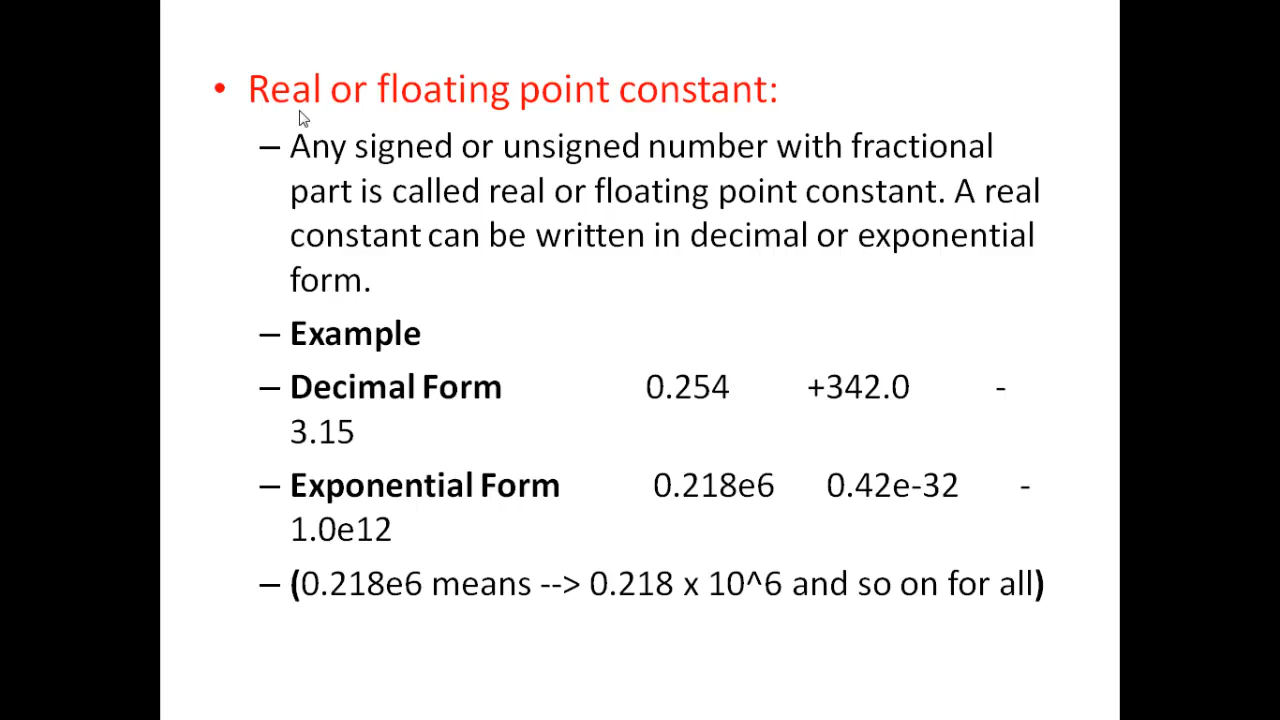 • Real or floating point constant:
– Any signed or unsigned number with fractional
part is called real or floating point constant. A real
constant can be written in decimal or exponential
form.
– Example
– Decimal Form 0.254 +342.0 -
3.15
– Exponential Form 0.218e6 0.42e-32 -
1.0e12
– (0.218e6 means --> 0.218 x 10^6 and so on for all)